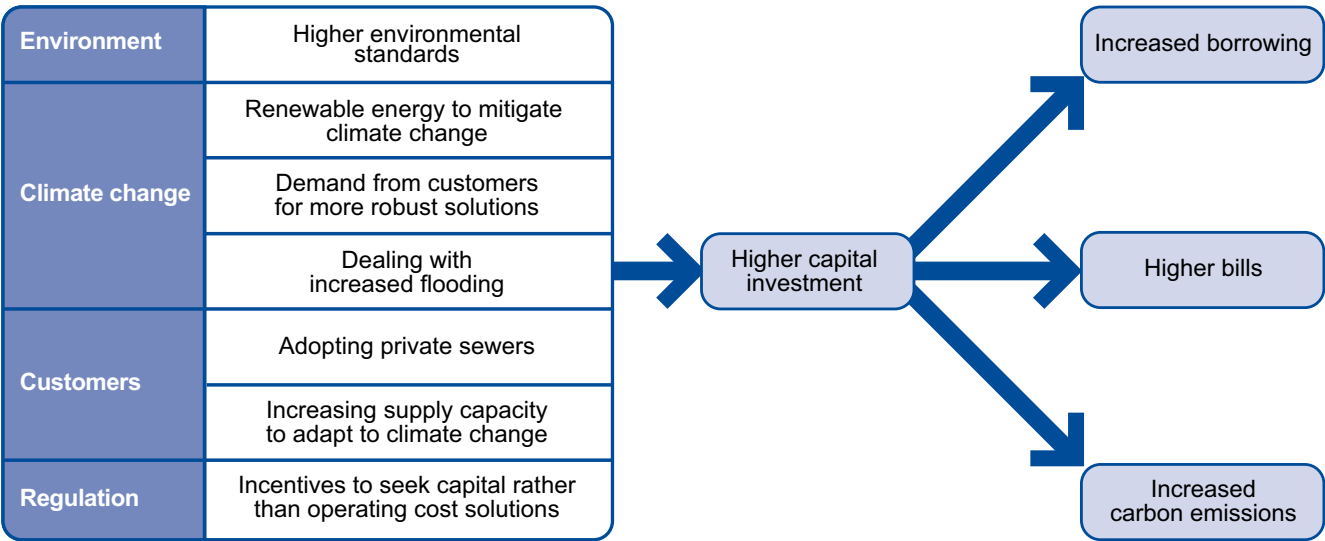 Environment
Higher environmental
standards
Climate change
Renewable energy to mitigate
climate change
Demand from customers
for more robust solutions
Dealing with
increased flooding
Customers
Adopting private sewers
Increasing supply capacity
to adapt to climate change
Regulation
Incentives to seek capital rather
than operating cost solutions
Higher capital
investment
Increased borrowing
Higher bills
Increased
carbon emissions